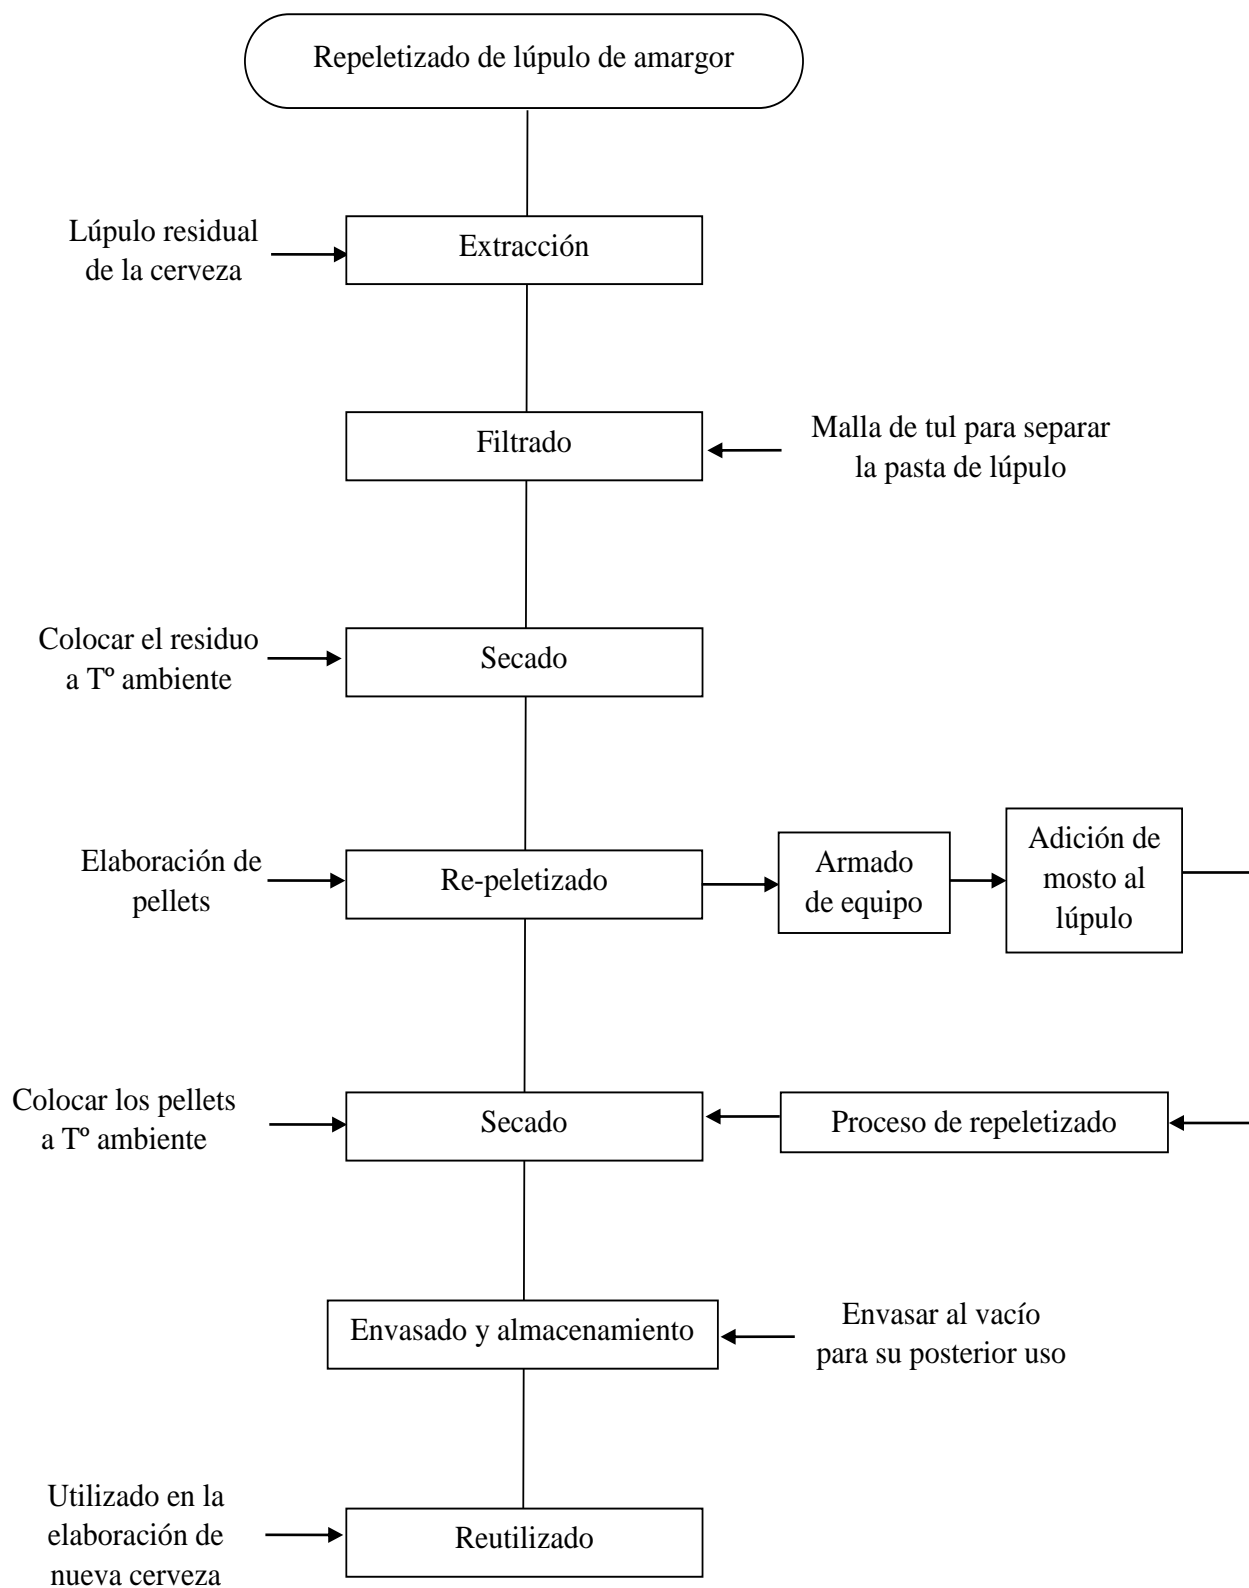 Repeletizado de lúpulo de amargor
Lúpulo residual
de la cerveza
Extracción
Filtrado
Malla de tul para separar
la pasta de lúpulo
Colocar el residuo
a Tº ambiente
Secado
Elaboración de
pellets
Re-peletizado
Armado
de equipo
Adición de
mosto al
lúpulo
Colocar los pellets
a Tº ambiente
Secado
Proceso de repeletizado
Envasado y almacenamiento
Envasar al vacío
para su posterior uso
Utilizado en la
elaboración de
nueva cerveza
Reutilizado